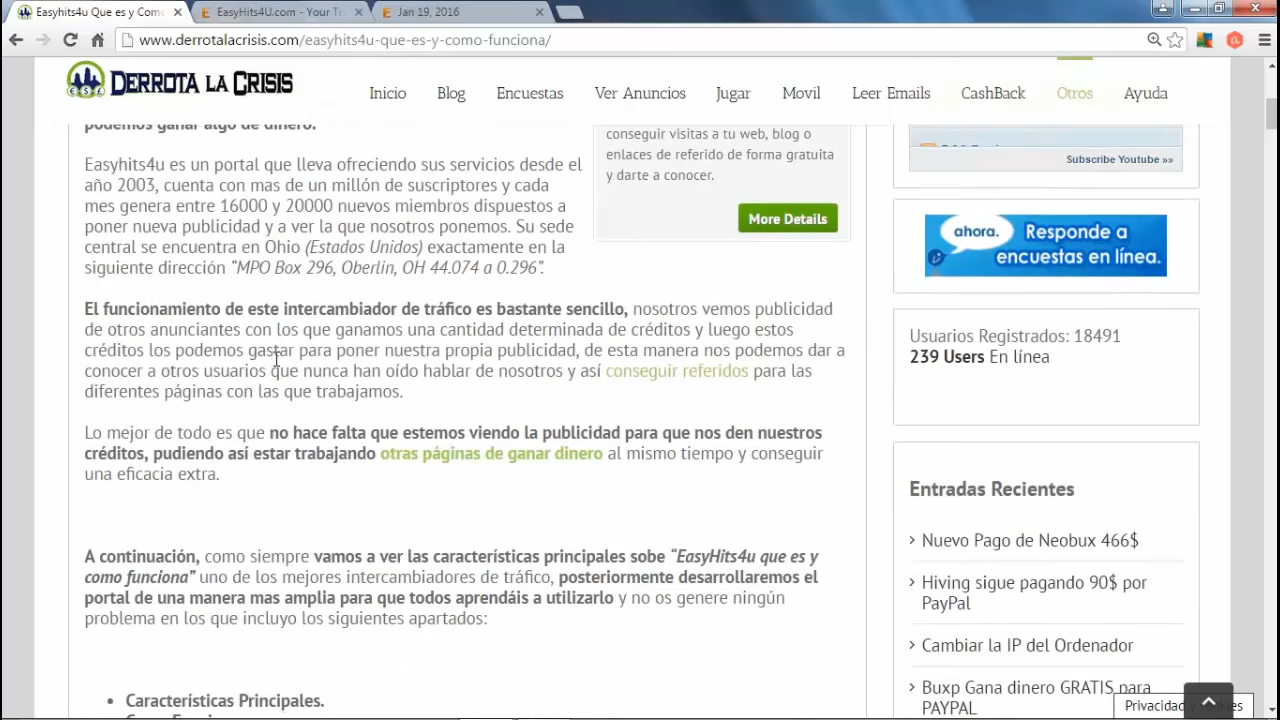 Easyhits4u Que es y Como
EasyHits4U.com - Your Tr
Jan 19, 2016
www.derrotalacrisis.com/easyhits4u-que-es-y-como-funciona/
DERROTA LA CRISIS
Inicio Blog Encuestas Ver Anuncios Jugar Movil Leer Emails CashBack Otros Ayuda
podemos ganar algo de dinero.
Easyhits4u es un portal que lleva ofreciendo sus servicios desde el
año 2003, cuenta con mas de un millón de suscriptores y cada
mes genera entre 16000 y 20000 nuevos miembros dispuestos a
poner nueva publicidad y a ver la que nosotros ponemos. Su sede
central se encuentra en Ohio (Estados Unidos) exactamente en la
siguiente dirección “MPO Box 296, Oberlin, OH 44.074 a 0.296”.
conseguir visitas a tu web, blog o
enlaces de referido de forma gratuita
y darte a conocer.
More Details
El funcionamiento de este intercambiador de tráfico es bastante sencillo, nosotros vemos publicidad
de otros anunciantes con los que ganamos una cantidad determinada de créditos y luego estos
créditos los podemos gastar para poner nuestra propia publicidad, de esta manera nos podemos dar a
conocer a otros usuarios que nunca han oído hablar de nosotros y así conseguir referidos para las
diferentes páginas con las que trabajamos.
Lo mejor de todo es que no hace falta que estemos viendo la publicidad para que nos den nuestros
créditos, pudiendo así estar trabajando otras páginas de ganar dinero al mismo tiempo y conseguir
una eficacia extra.
A continuación, como siempre vamos a ver las características principales sobe “EasyHits4u que es y
como funciona” uno de los mejores intercambiadores de tráfico, posteriormente desarrollaremos el
portal de una manera mas amplia para que todos aprendáis a utilizarlo y no os genere ningún
problema en los que incluyo los siguientes apartados:
• Características Principales.
Subscribe Youtube »»
ahora.
Responde a
encuestas en línea.
Usuarios Registrados: 18491
239 Users En línea
Entradas Recientes
Nuevo Pago de Neobux 466$
Hiving sigue pagando 90$ por
PayPal
Cambiar la IP del Ordenador
Buxp Gana dinero GRATIS para
PAYPAL
Privacidad y cookies